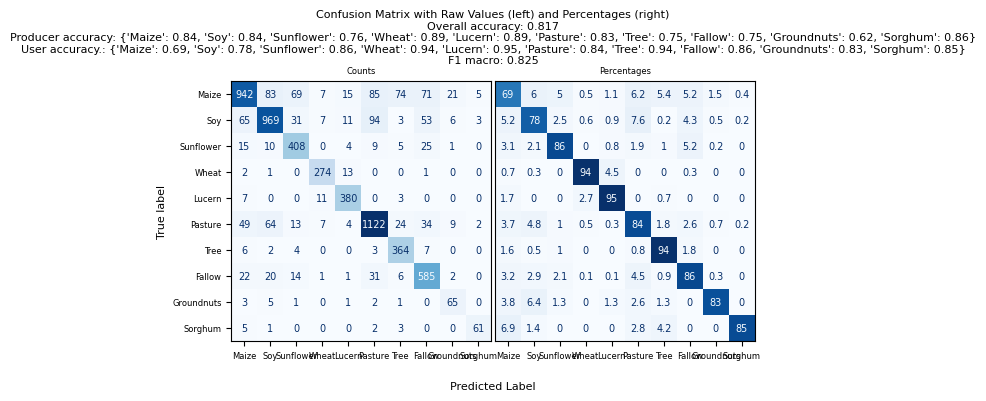 Confusion Matrix with Raw Values (left) and Percentages (right)
Overall accuracy: 0.817
Producer accuracy: {'Maize': 0.84, 'Soy': 0.84, 'Sunflower': 0.76, 'Wheat': 0.89, 'Lucern': 0.89, 'Pasture': 0.83, 'Tree': 0.75, 'Fallow': 0.75, 'Groundnuts': 0.62, 'Sorghum': 0.86}
User accuracy.: {'Maize': 0.69, 'Soy': 0.78, 'Sunflower': 0.86, 'Wheat': 0.94, 'Lucern': 0.95, 'Pasture': 0.84, 'Tree': 0.94, 'Fallow': 0.86, 'Groundnuts': 0.83, 'Sorghum': 0.85}
F1 macro: 0.825
Counts Percentages
Maize 942 83 69 7 15 85 74 71 21 5 69 6 5 0.5 1.1 6.2 5.4 5.2 1.5 0.4
Soy 65 969 31 7 11 94 3 53 6 3 5.2 78 2.5 0.6 0.9 7.6 0.2 4.3 0.5 0.2
Sunflower 15 10 408 0 4 9 5 25 1 0 3.1 2.1 86 0 0.8 1.9 1 5.2 0.2 0
Wheat 2 1 0 274 13 0 0 1 0 0 0.7 0.3 0 94 4.5 0 0 0.3 0 0
Lucern 7 0 0 11 380 0 3 0 0 0 1.7 0 0 2.7 95 0 0.7 0 0 0
Pasture 49 64 13 7 4 1122 24 34 9 2 3.7 4.8 1 0.5 0.3 84 1.8 2.6 0.7 0.2
Tree 6 2 4 0 0 3 364 7 0 0 1.6 0.5 1 0 0 0.8 94 1.8 0 0
Fallow 22 20 14 1 1 31 6 585 2 0 3.2 2.9 2.1 0.1 0.1 4.5 0.9 86 0.3 0
Groundnuts 3 5 1 0 1 2 1 0 65 0 3.8 6.4 1.3 0 1.3 2.6 1.3 0 83 0
Sorghum 5 1 0 0 0 2 3 0 0 61 6.9 1.4 0 0 0 2.8 4.2 0 0 85
Maize Soy Sunflower Wheat Lucern Pasture Tree Fallow Groundnuts Sorghum Maize Soy Sunflower Wheat Lucern Pasture Tree Fallow Groundnuts Sorghum
True label
Predicted Label